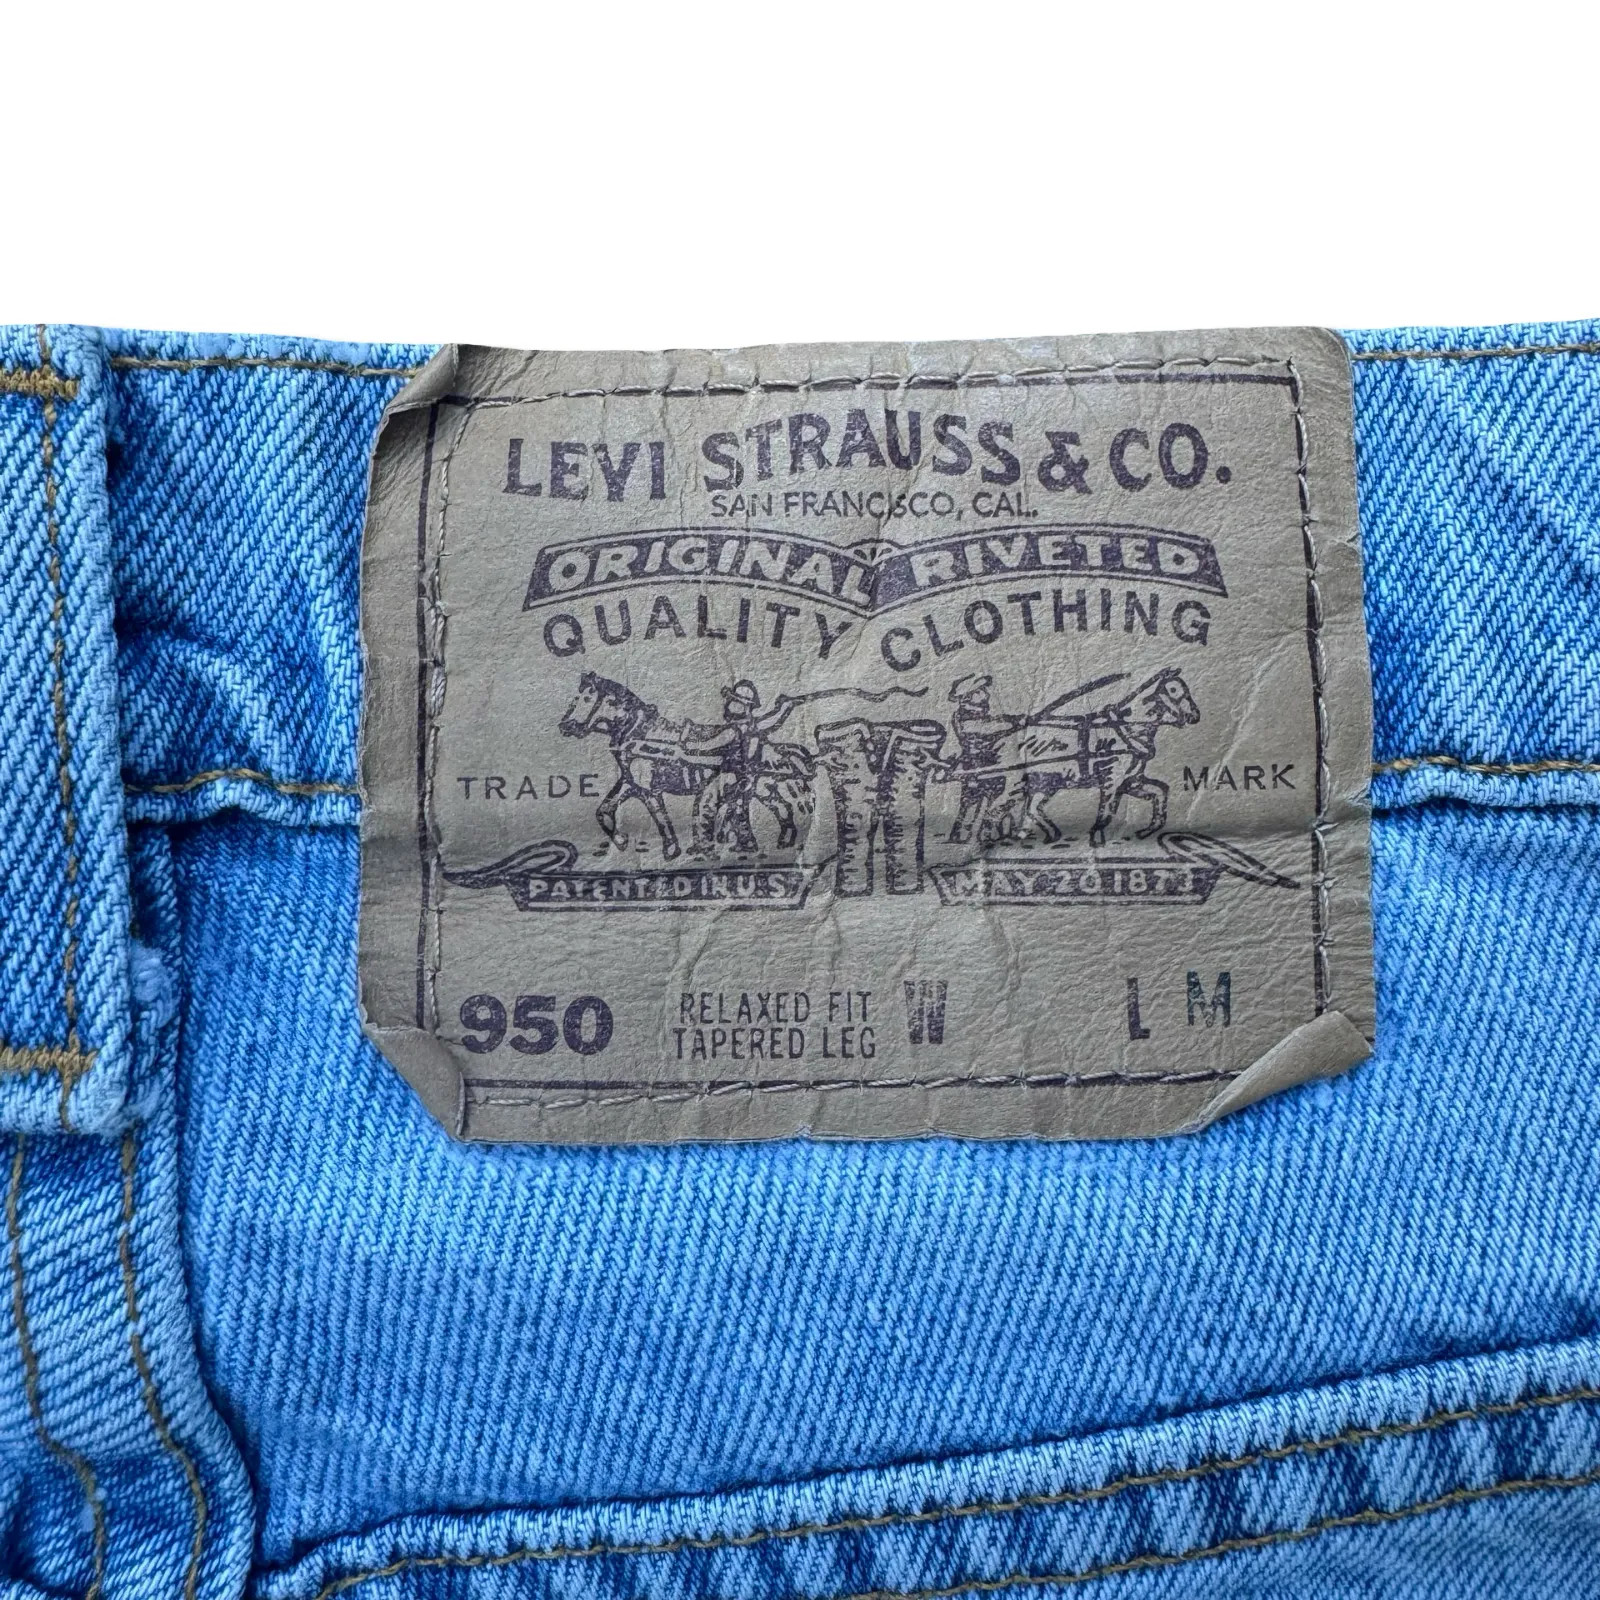 LEVI STRAUSS & CO.
SAN FRANCISCO, CAL.
ORIGINAL RIVETED
QUALITY CLOTHING
TRADE MARK
PATENTED IN U.S. MAY 20 1873
950 RELAXED FIT W L M
TAPERED LEG